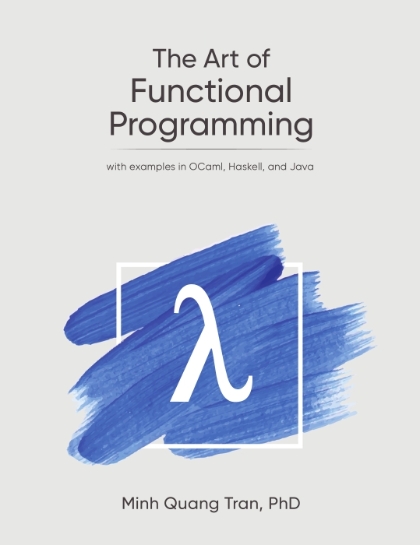 The Art of
Functional
Programming
with examples in OCaml, Haskell, and Java
λ
Minh Quang Tran, PhD